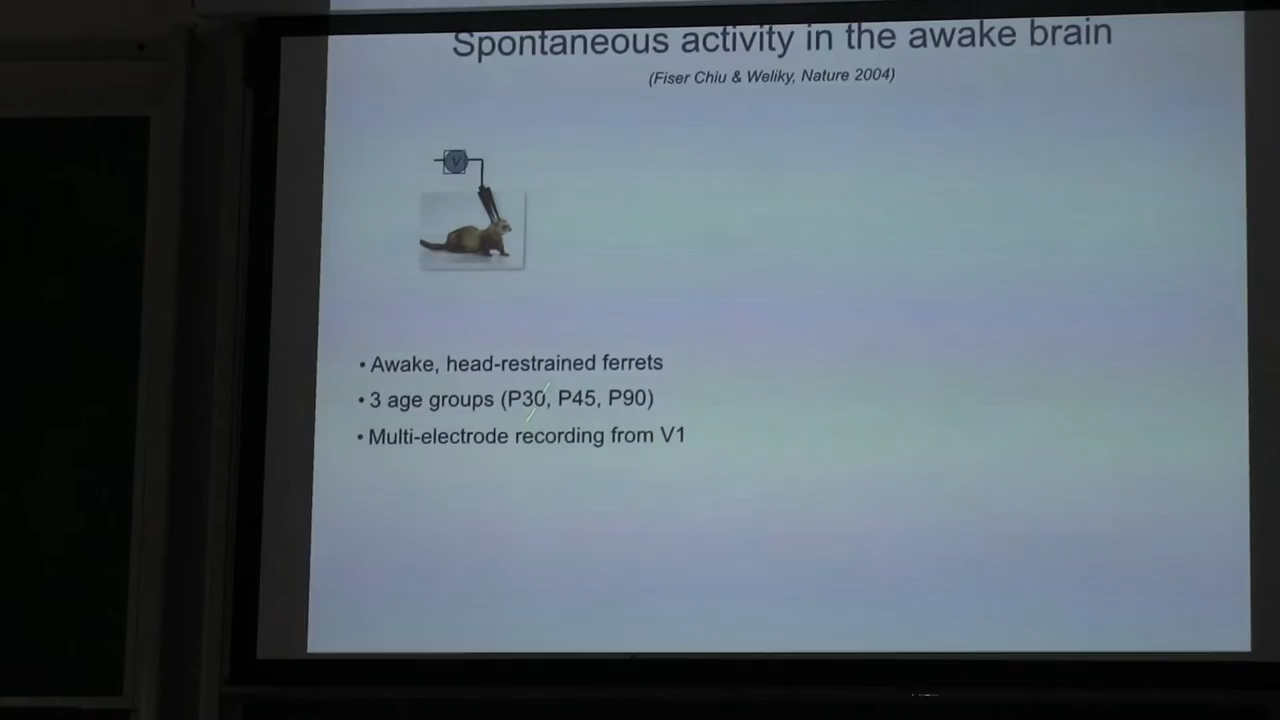 Spontaneous activity in the awake brain
(Fiser Chiu & Weliky, Nature 2004)
V
• Awake, head-restrained ferrets
• 3 age groups (P30, P45, P90)
• Multi-electrode recording from V1